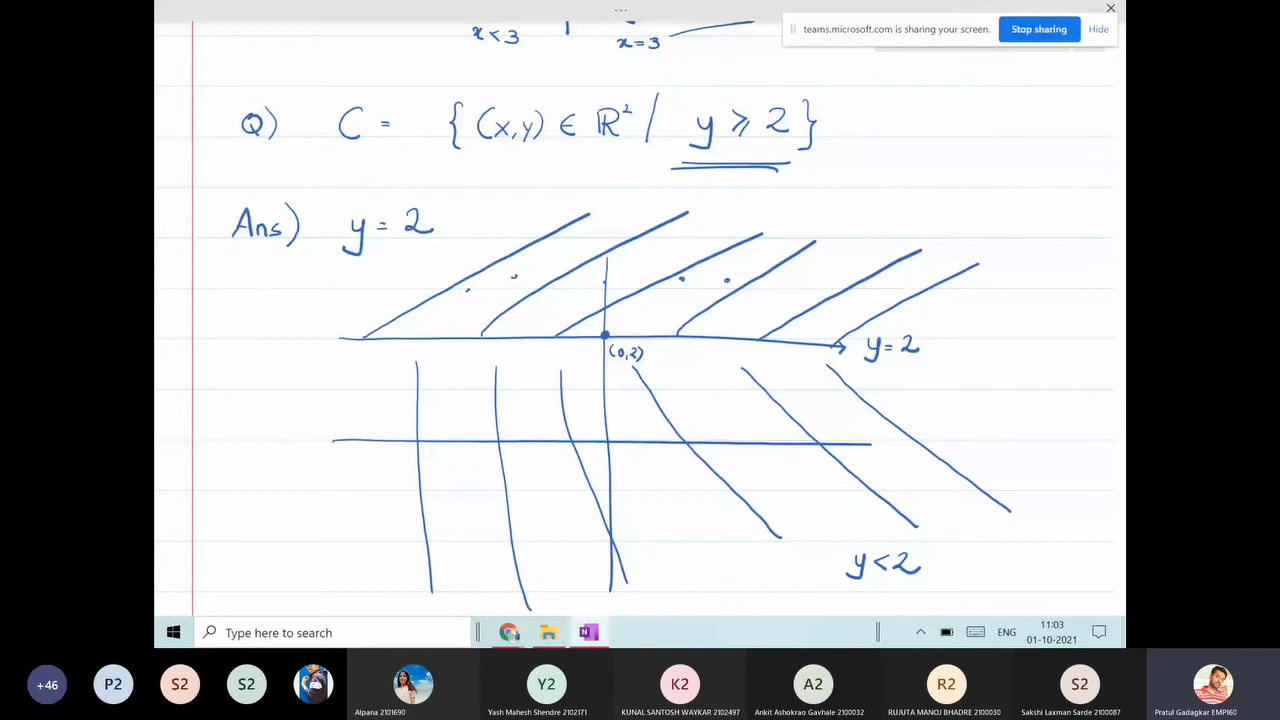 x < 3
x = 3
teams.microsoft.com is sharing your screen.
Stop sharing
Hide
Q) C = { (x,y) ∈ ℝ² / y ⩾ 2 }
Ans) y = 2
y = 2
(0,2)
y < 2
Type here to search
ENG
11:03
01-10-2021
+46
P2
S2
S2
Y2
K2
A2
R2
S2
Alpana 2101690
Yash Mahesh Shendre 2102171
KUNAL SANTOSH WAYKAR 2102497
Ankit Ashokrao Gavhale 2100032
RUJUTA MANOJ BHADRE 2100030
Sakshi Laxman Sarde 2100087
Pratul Gadagkar EMP160